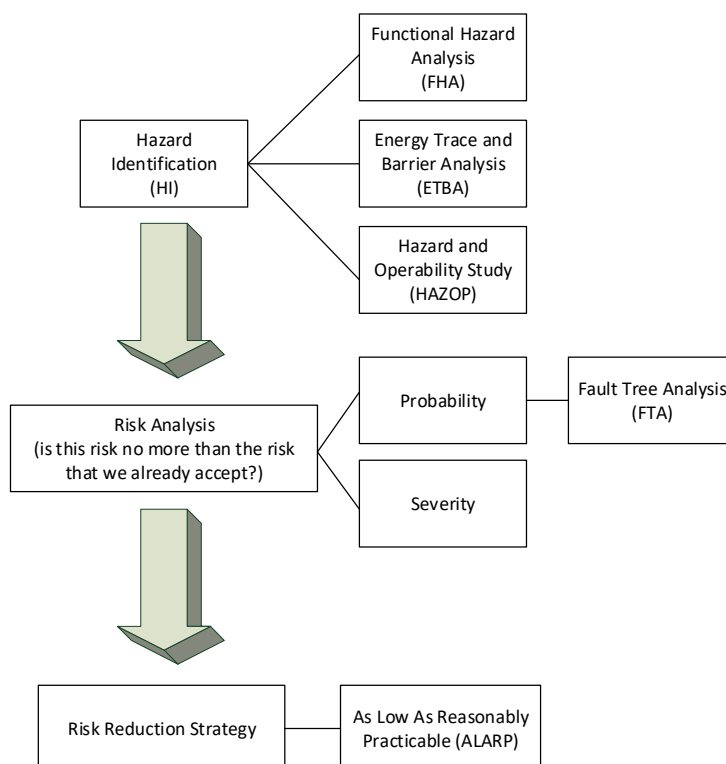 Functional Hazard
Analysis
(FHA)
Hazard
Identification
(HI)
Energy Trace and
Barrier Analysis
(ETBA)
Hazard and
Operability Study
(HAZOP)
Risk Analysis
(is this risk no more than the risk
that we already accept?)
Probability
Fault Tree Analysis
(FTA)
Severity
Risk Reduction Strategy
As Low As Reasonably
Practicable (ALARP)